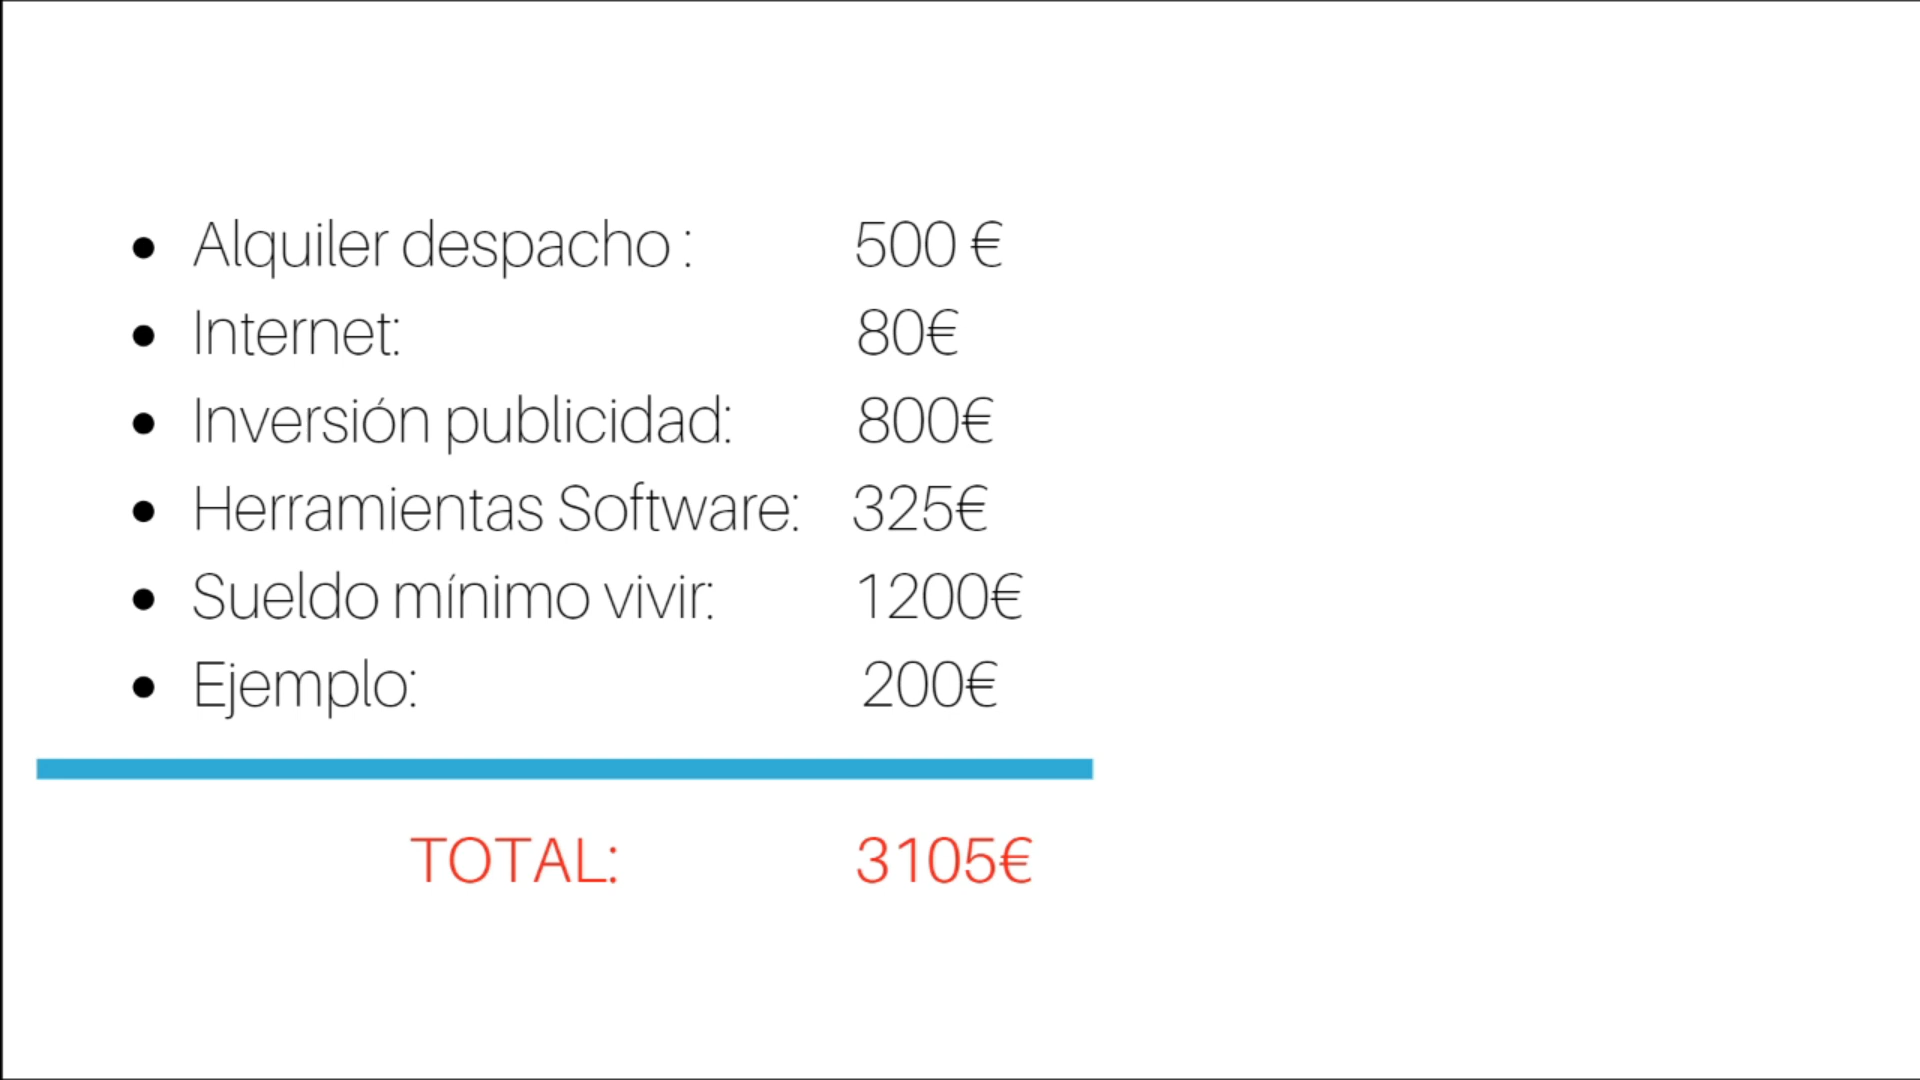 • Alquiler despacho : 500 €
• Internet: 80€
• Inversión publicidad: 800€
• Herramientas Software: 325€
• Sueldo mínimo vivir: 1200€
• Ejemplo: 200€
TOTAL: 3105€